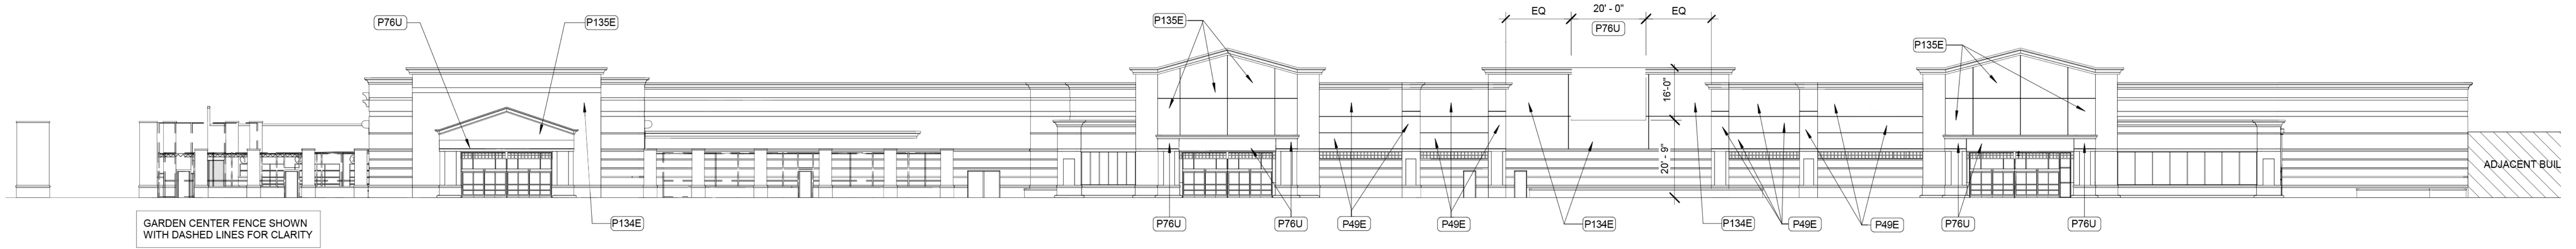 EQ
20' - 0"
EQ
P76U
P76U
P135E
P135E
P135E
16'-0"
20' - 9"
ADJACENT BUIL
GARDEN CENTER FENCE SHOWN
WITH DASHED LINES FOR CLARITY
P134E
P76U
P76U
P49E
P49E
P134E
P134E
P49E
P49E
P76U
P76U